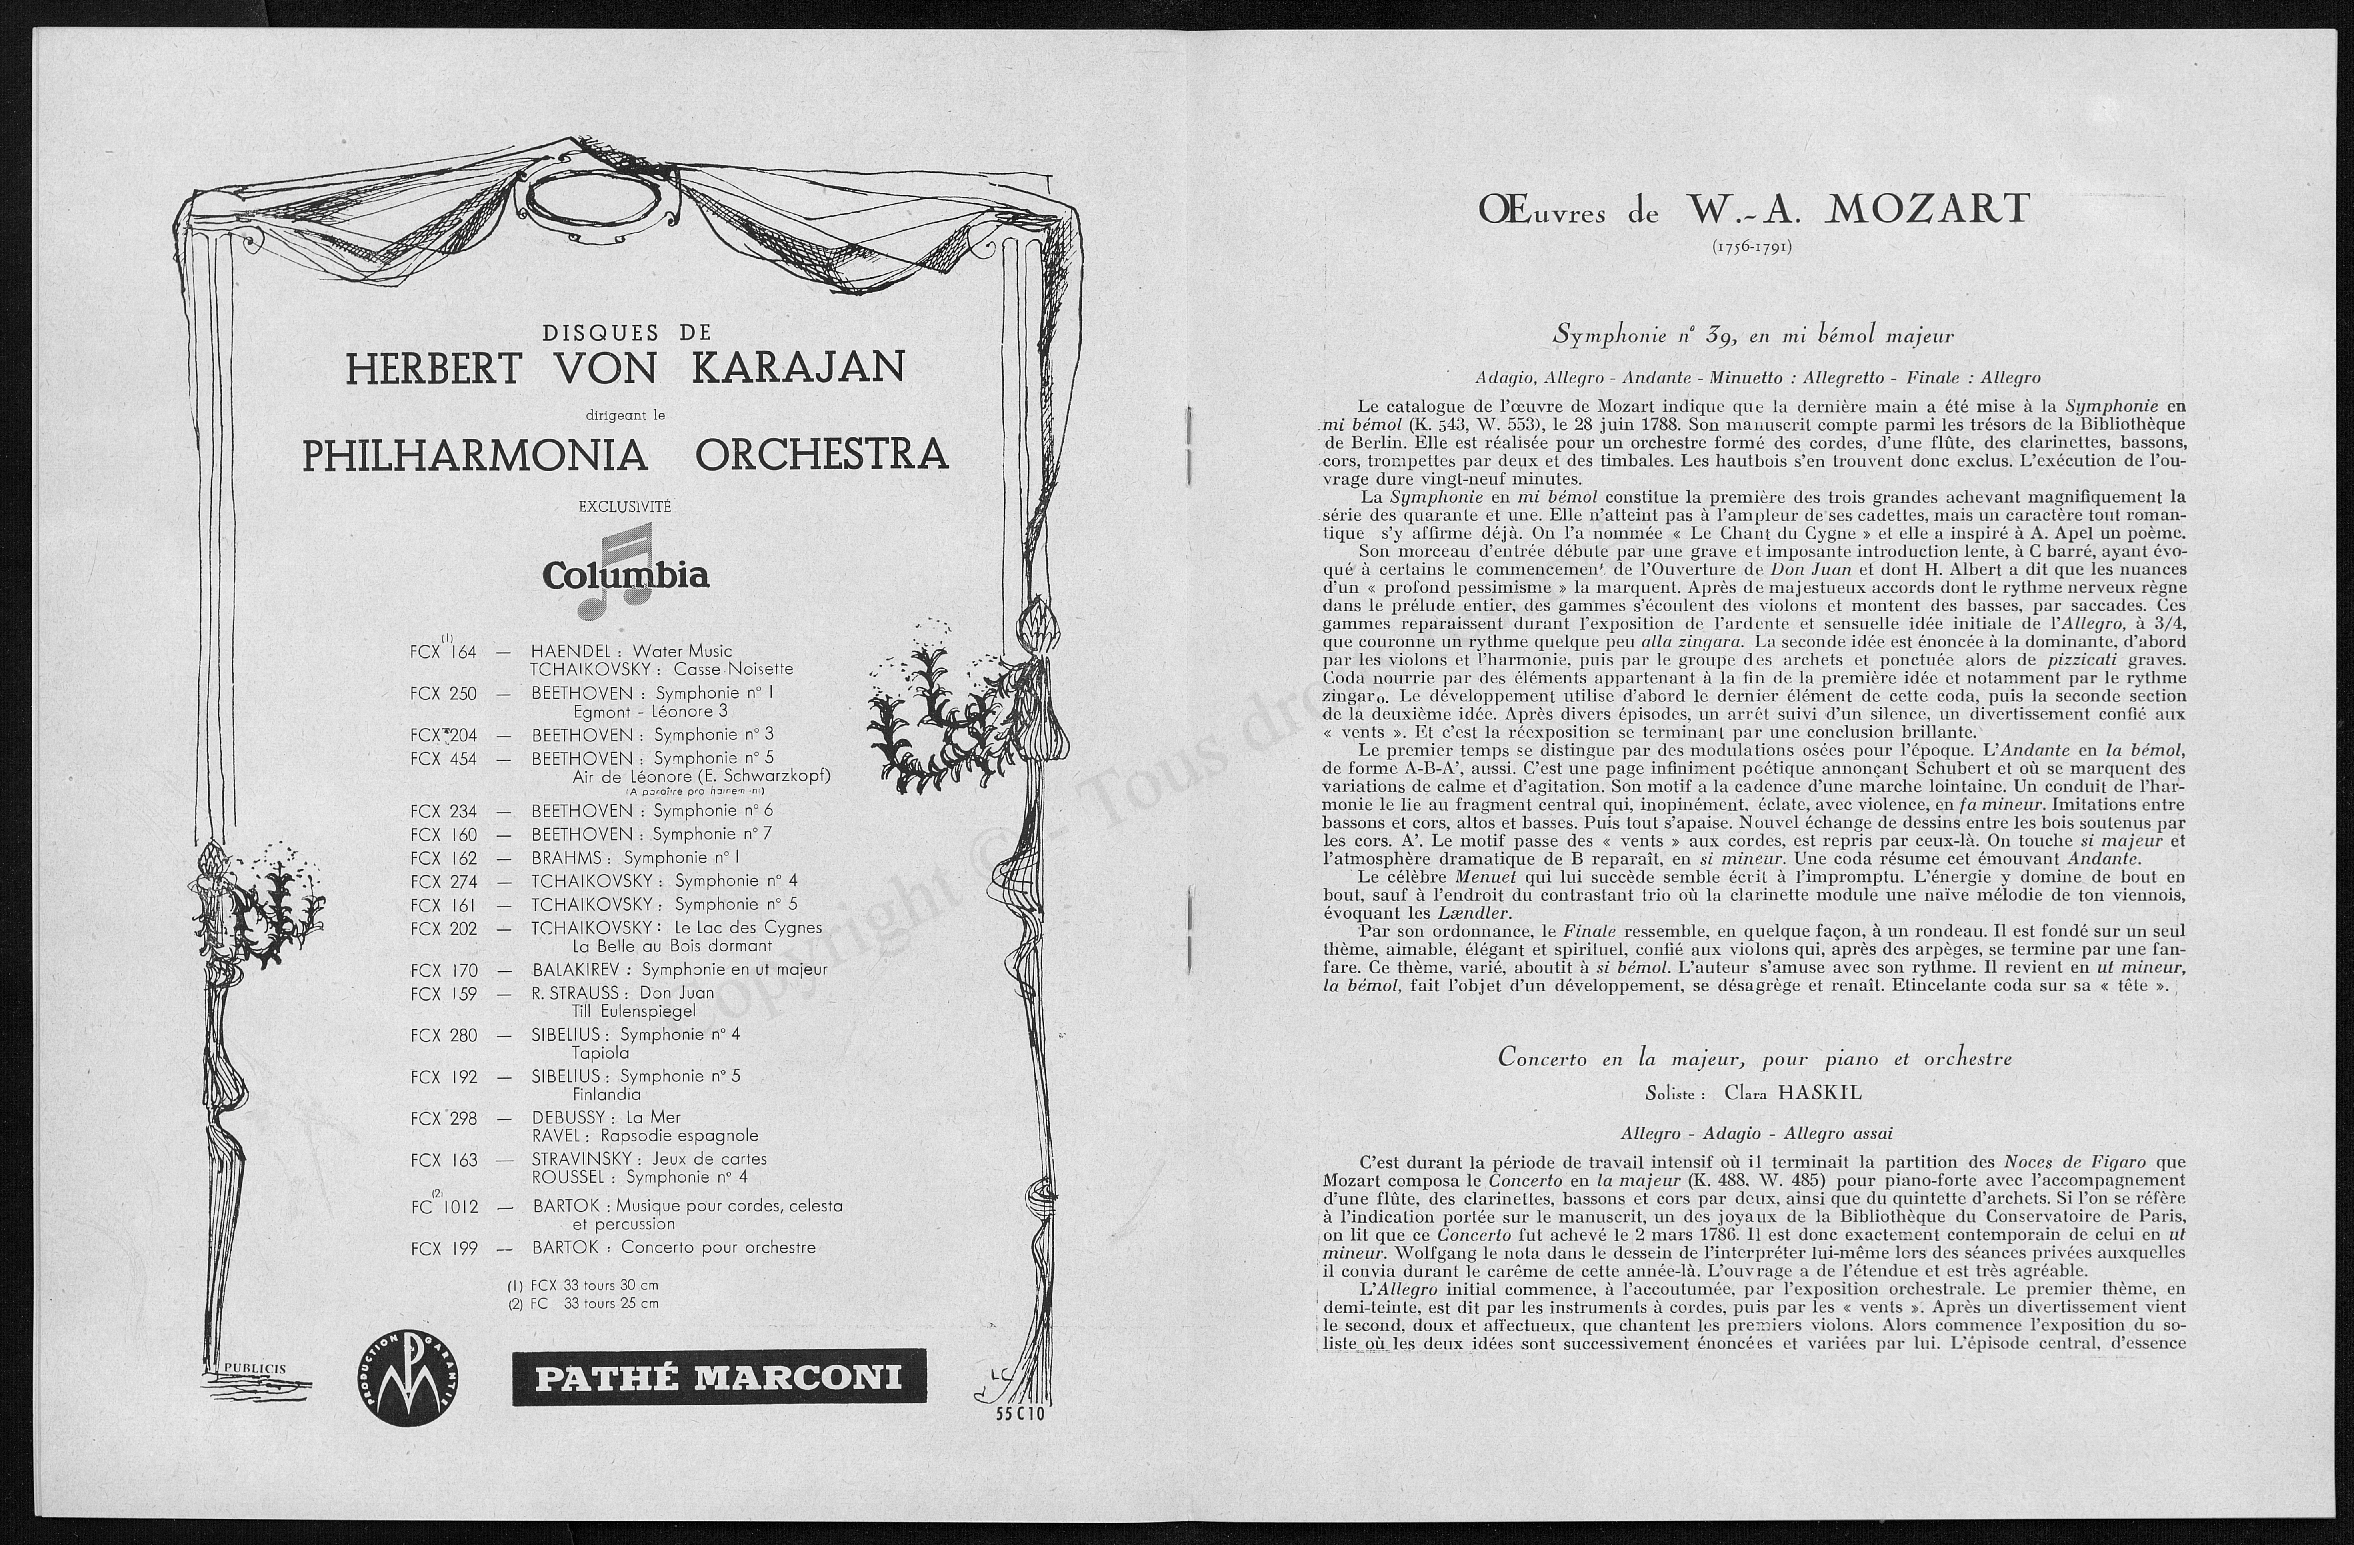 DISQUES DE
HERBERT VON KARAJAN
dirigeant le
PHILHARMONIA ORCHESTRA
EXCLUSIVITÉ
Columbia
FCX (1) 164 — HAENDEL : Water Music
TCHAIKOVSKY : Casse-Noisette
FCX 250 — BEETHOVEN : Symphonie n° 1
Egmont - Léonore 3
FCX 204 — BEETHOVEN : Symphonie n° 3
FCX 454 — BEETHOVEN : Symphonie n° 5
Air de Léonore (E. Schwarzkopf)
(A paraître prochainement)
FCX 234 — BEETHOVEN : Symphonie n° 6
FCX 160 — BEETHOVEN : Symphonie n° 7
FCX 162 — BRAHMS : Symphonie n° 1
FCX 274 — TCHAIKOVSKY : Symphonie n° 4
FCX 161 — TCHAIKOVSKY : Symphonie n° 5
FCX 202 — TCHAIKOVSKY : Le Lac des Cygnes
La Belle au Bois dormant
FCX 170 — BALAKIREV : Symphonie en ut majeur
FCX 159 — R. STRAUSS : Don Juan
Till Eulenspiegel
FCX 280 — SIBELIUS : Symphonie n° 4
Tapiola
FCX 192 — SIBELIUS : Symphonie n° 5
Finlandia
FCX 298 — DEBUSSY : La Mer
RAVEL : Rapsodie espagnole
FCX 163 — STRAVINSKY : Jeux de cartes
ROUSSEL : Symphonie n° 4
FC (2) 1012 — BARTOK : Musique pour cordes, celesta
et percussion
FCX 199 -- BARTOK : Concerto pour orchestre
(1) FCX 33 tours 30 cm
(2) FC 33 tours 25 cm
PUBLICIS
PRODUCTION GARANTIE
PM
PATHÉ MARCONI
55 C 10
Copyright © - Tous dro
Œuvres de W.-A. MOZART
(1756-1791)
Symphonie n° 39, en mi bémol majeur
Adagio, Allegro - Andante - Minuetto : Allegretto - Finale : Allegro
Le catalogue de l'œuvre de Mozart indique que la dernière main a été mise à la Symphonie en
mi bémol (K. 543, W. 553), le 28 juin 1788. Son manuscrit compte parmi les trésors de la Bibliothèque
de Berlin. Elle est réalisée pour un orchestre formé des cordes, d'une flûte, des clarinettes, bassons,
cors, trompettes par deux et des timbales. Les hautbois s'en trouvent donc exclus. L'exécution de l'ou-
vrage dure vingt-neuf minutes.
La Symphonie en mi bémol constitue la première des trois grandes achevant magnifiquement la
série des quarante et une. Elle n'atteint pas à l'ampleur de ses cadettes, mais un caractère tout roman-
tique s'y affirme déjà. On l'a nommée « Le Chant du Cygne » et elle a inspiré à A. Apel un poème.
Son morceau d'entrée débute par une grave et imposante introduction lente, à C barré, ayant évo-
qué à certains le commencement de l'Ouverture de Don Juan et dont H. Albert a dit que les nuances
d'un « profond pessimisme » la marquent. Après de majestueux accords dont le rythme nerveux règne
dans le prélude entier, des gammes s'écoulent des violons et montent des basses, par saccades. Ces
gammes reparaissent durant l'exposition de l'ardente et sensuelle idée initiale de l'Allegro, à 3/4,
que couronne un rythme quelque peu alla zingara. La seconde idée est énoncée à la dominante, d'abord
par les violons et l'harmonie, puis par le groupe des archets et ponctuée alors de pizzicati graves.
Coda nourrie par des éléments appartenant à la fin de la première idée et notamment par le rythme
zingaro. Le développement utilise d'abord le dernier élément de cette coda, puis la seconde section
de la deuxième idée. Après divers épisodes, un arrêt suivi d'un silence, un divertissement confié aux
« vents ». Et c'est la réexposition se terminant par une conclusion brillante.
Le premier temps se distingue par des modulations osées pour l'époque. L'Andante en la bémol,
de forme A-B-A', aussi. C'est une page infiniment poétique annonçant Schubert et où se marquent des
variations de calme et d'agitation. Son motif a la cadence d'une marche lointaine. Un conduit de l'har-
monie le lie au fragment central qui, inopinément, éclate, avec violence, en fa mineur. Imitations entre
bassons et cors, altos et basses. Puis tout s'apaise. Nouvel échange de dessins entre les bois soutenus par
les cors. A'. Le motif passe des « vents » aux cordes, est repris par ceux-là. On touche si majeur et
l'atmosphère dramatique de B reparaît, en si mineur. Une coda résume cet émouvant Andante.
Le célèbre Menuet qui lui succède semble écrit à l'impromptu. L'énergie y domine de bout en
bout, sauf à l'endroit du contrastant trio où la clarinette module une naïve mélodie de ton viennois,
évoquant les Lændler.
Par son ordonnance, le Finale ressemble, en quelque façon, à un rondeau. Il est fondé sur un seul
thème, aimable, élégant et spirituel, confié aux violons qui, après des arpèges, se termine par une fan-
fare. Ce thème, varié, aboutit à si bémol. L'auteur s'amuse avec son rythme. Il revient en ut mineur,
la bémol, fait l'objet d'un développement, se désagrège et renaît. Etincelante coda sur sa « tête ».
Concerto en la majeur, pour piano et orchestre
Soliste : Clara HASKIL
Allegro - Adagio - Allegro assai
C'est durant la période de travail intensif où il terminait la partition des Noces de Figaro que
Mozart composa le Concerto en la majeur (K. 488, W. 485) pour piano-forte avec l'accompagnement
d'une flûte, des clarinettes, bassons et cors par deux, ainsi que du quintette d'archets. Si l'on se réfère
à l'indication portée sur le manuscrit, un des joyaux de la Bibliothèque du Conservatoire de Paris,
on lit que ce Concerto fut achevé le 2 mars 1786. Il est donc exactement contemporain de celui en ut
mineur. Wolfgang le nota dans le dessein de l'interpréter lui-même lors des séances privées auxquelles
il convia durant le carême de cette année-là. L'ouvrage a de l'étendue et est très agréable.
L'Allegro initial commence, à l'accoutumée, par l'exposition orchestrale. Le premier thème, en
demi-teinte, est dit par les instruments à cordes, puis par les « vents ». Après un divertissement vient
le second, doux et affectueux, que chantent les premiers violons. Alors commence l'exposition du so-
liste où les deux idées sont successivement énoncées et variées par lui. L'épisode central, d'essence